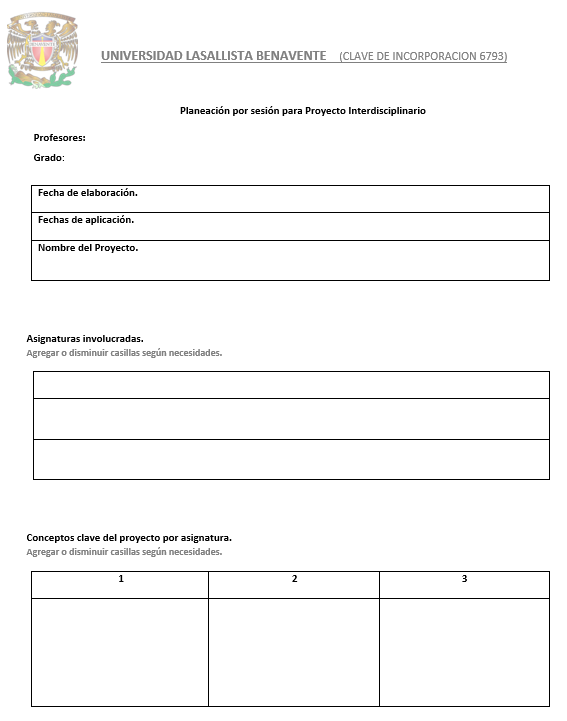 UNIVERSIDAD LASALLISTA BENAVENTE (CLAVE DE INCORPORACION 6793)
Planeación por sesión para Proyecto Interdisciplinario
Profesores:
Grado:
Fecha de elaboración.
Fechas de aplicación.
Nombre del Proyecto.
Asignaturas involucradas.
Agregar o disminuir casillas según necesidades.
Conceptos clave del proyecto por asignatura.
Agregar o disminuir casillas según necesidades.
1 2 3